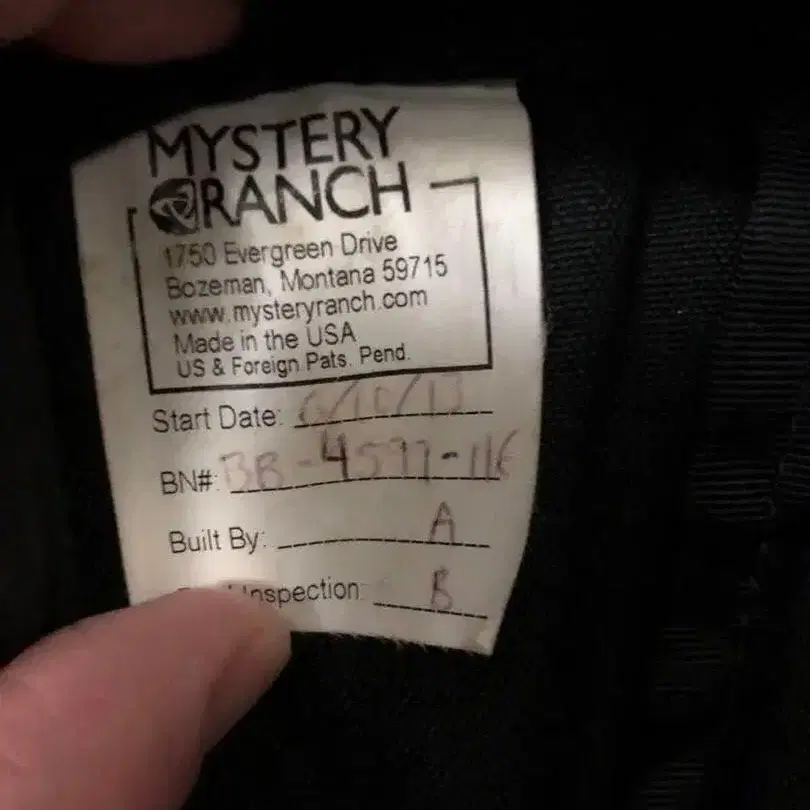 MYSTERY
RANCH
1750 Evergreen Drive
Bozeman, Montana 59715
www.mysteryranch.com
Made in the USA
US & Foreign Pats. Pend.
Start Date:
BN#:
Built By: A
Inspection: B